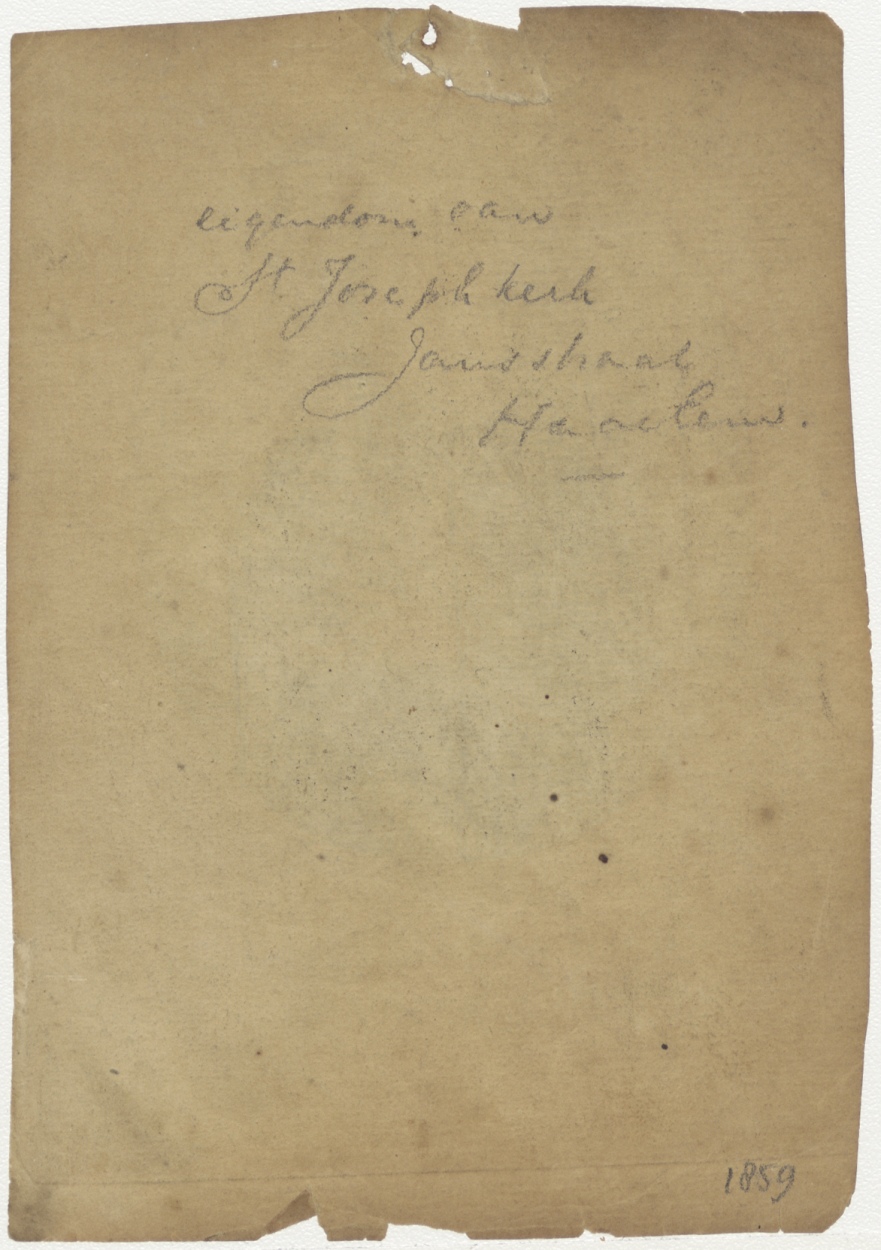 eigendom van
St. Joseph kerk
Jansstraat
Haarlem.
1859